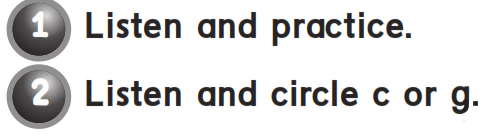 1 Listen and practice.
2 Listen and circle c or g.